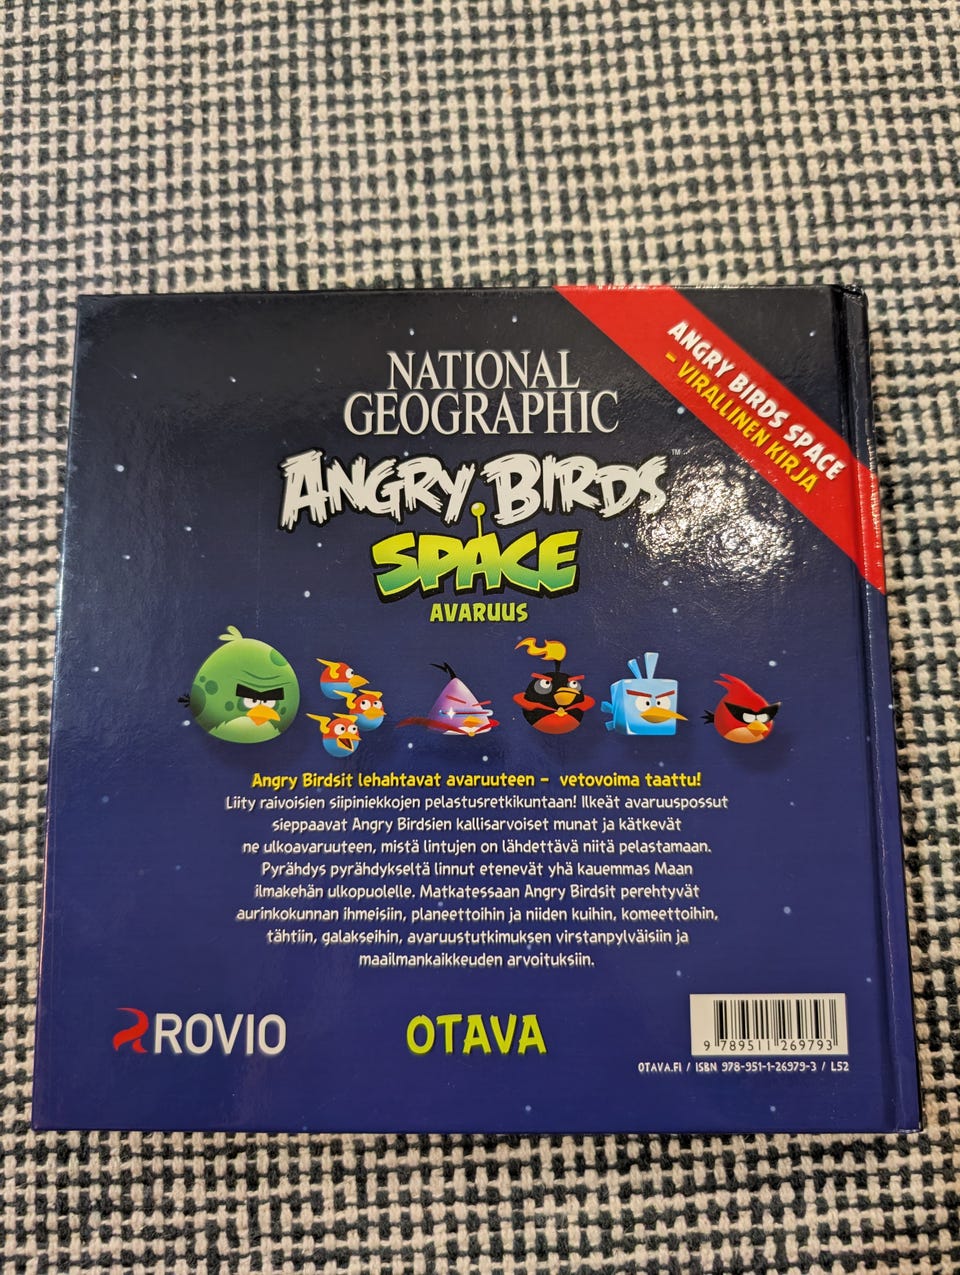 ANGRY BIRDS SPACE
- VIRALLINEN KIRJA
NATIONAL
GEOGRAPHIC
ANGRY BIRDS™
SPACE
AVARUUS
Angry Birdsit lehahtavat avaruuteen – vetovoima taattu!
Liity raivoisien siipiniekkojen pelastusretkikuntaan! Ilkeät avaruuspossut
sieppaavat Angry Birdsien kallisarvoiset munat ja kätkevät
ne ulkoavaruuteen, mistä lintujen on lähdettävä niitä pelastamaan.
Pyrähdys pyrähdykseltä linnut etenevät yhä kauemmas Maan
ilmakehän ulkopuolelle. Matkatessaan Angry Birdsit perehtyvät
aurinkokunnan ihmeisiin, planeettoihin ja niiden kuihin, komeettoihin,
tähtiin, galakseihin, avaruustutkimuksen virstanpylväisiin ja
maailmankaikkeuden arvoituksiin.
ROVIO
OTAVA
9 789511 269793
OTAVA.FI / ISBN 978-951-1-26979-3 / L52